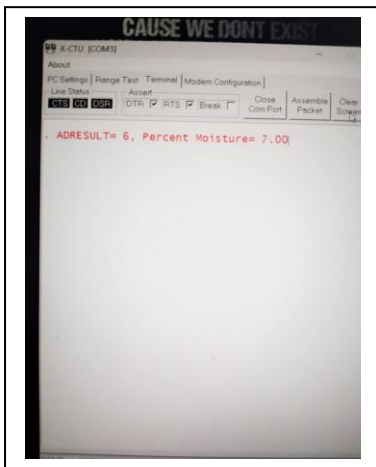 CAUSE WE DONT EXIST
X-CTU [COM3]
About
PC Settings | Range Test | Terminal | Modem Configuration |
Line Status
CTS CD DSR
Assert
DTR RTS Break
Close
Com Port
Assemble
Packet
Clear
Screen
. ADRESULT= 6, Percent Moisture= 7.00